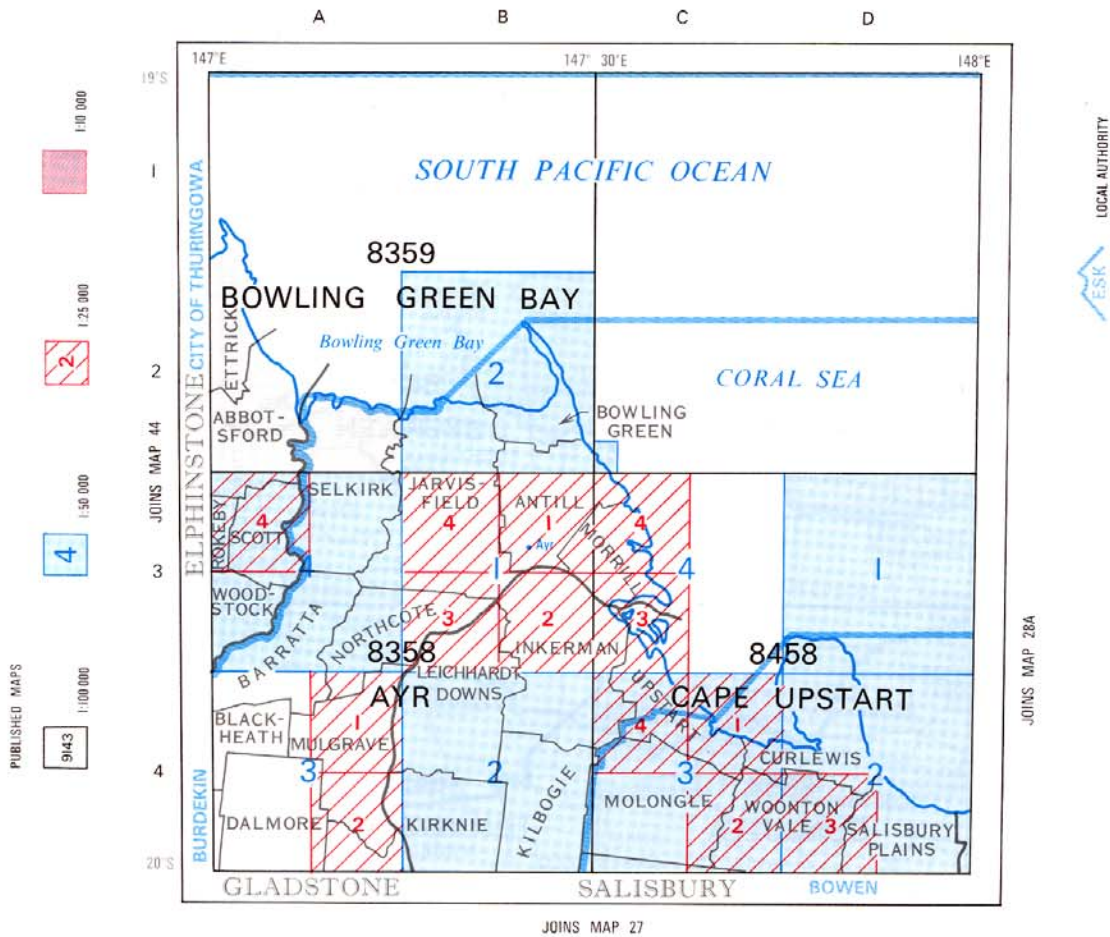 A B C D
147°E 147° 30'E 148°E
19'S
1:10 000
1
SOUTH PACIFIC OCEAN
LOCAL AUTHORITY
ESK
CITY OF THURINGOWA
8359
BOWLING GREEN BAY
1:25 000
2
ETTRICK
Bowling Green Bay
2
2
CORAL SEA
ABBOT-
SFORD
BOWLING
GREEN
JOINS MAP 44
ELPHINSTONE
SELKIRK
JARVIS-
FIELD
ANTILL
ROKEBY
4
SCOTT
4
1
Ayr
MORRILL
4
1:50 000
4
3
4
1
4
1
WOOD-
STOCK
BARRATTA
NORTHCOTE
3
2
3
INKERMAN
8358
LEICHHARDT
DOWNS
8458
JOINS MAP 28A
AYR
UPSTART
CAPE UPSTART
PUBLISHED MAPS
1:100 000
9143
BLACK-
HEATH
1
MULGRAVE
4
1
CURLEWIS
4
3
2
3
2
BURDEKIN
DALMORE
2
KIRKNIE
KILBOGIE
MOLONGLE
2
WOONTON
VALE
3
SALISBURY
PLAINS
20°S
GLADSTONE
SALISBURY
BOWEN
JOINS MAP 27